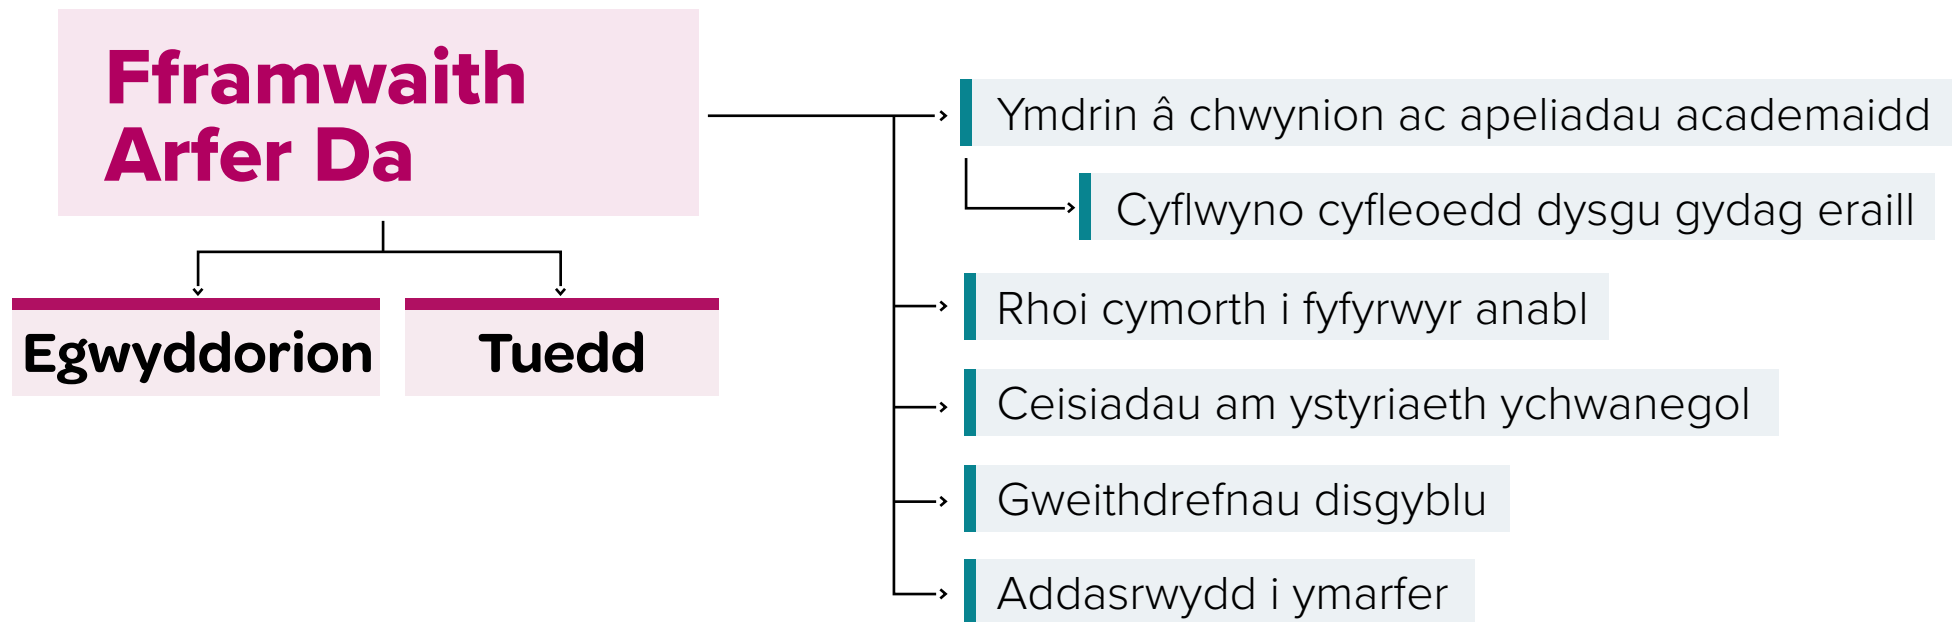 Fframwaith
Arfer Da
Egwyddorion
Tuedd
Ymdrin â chwynion ac apeliadau academaidd
Cyflwyno cyfleoedd dysgu gydag eraill
Rhoi cymorth i fyfyrwyr anabl
Ceisiadau am ystyriaeth ychwanegol
Gweithdrefnau disgyblu
Addasrwydd i ymarfer